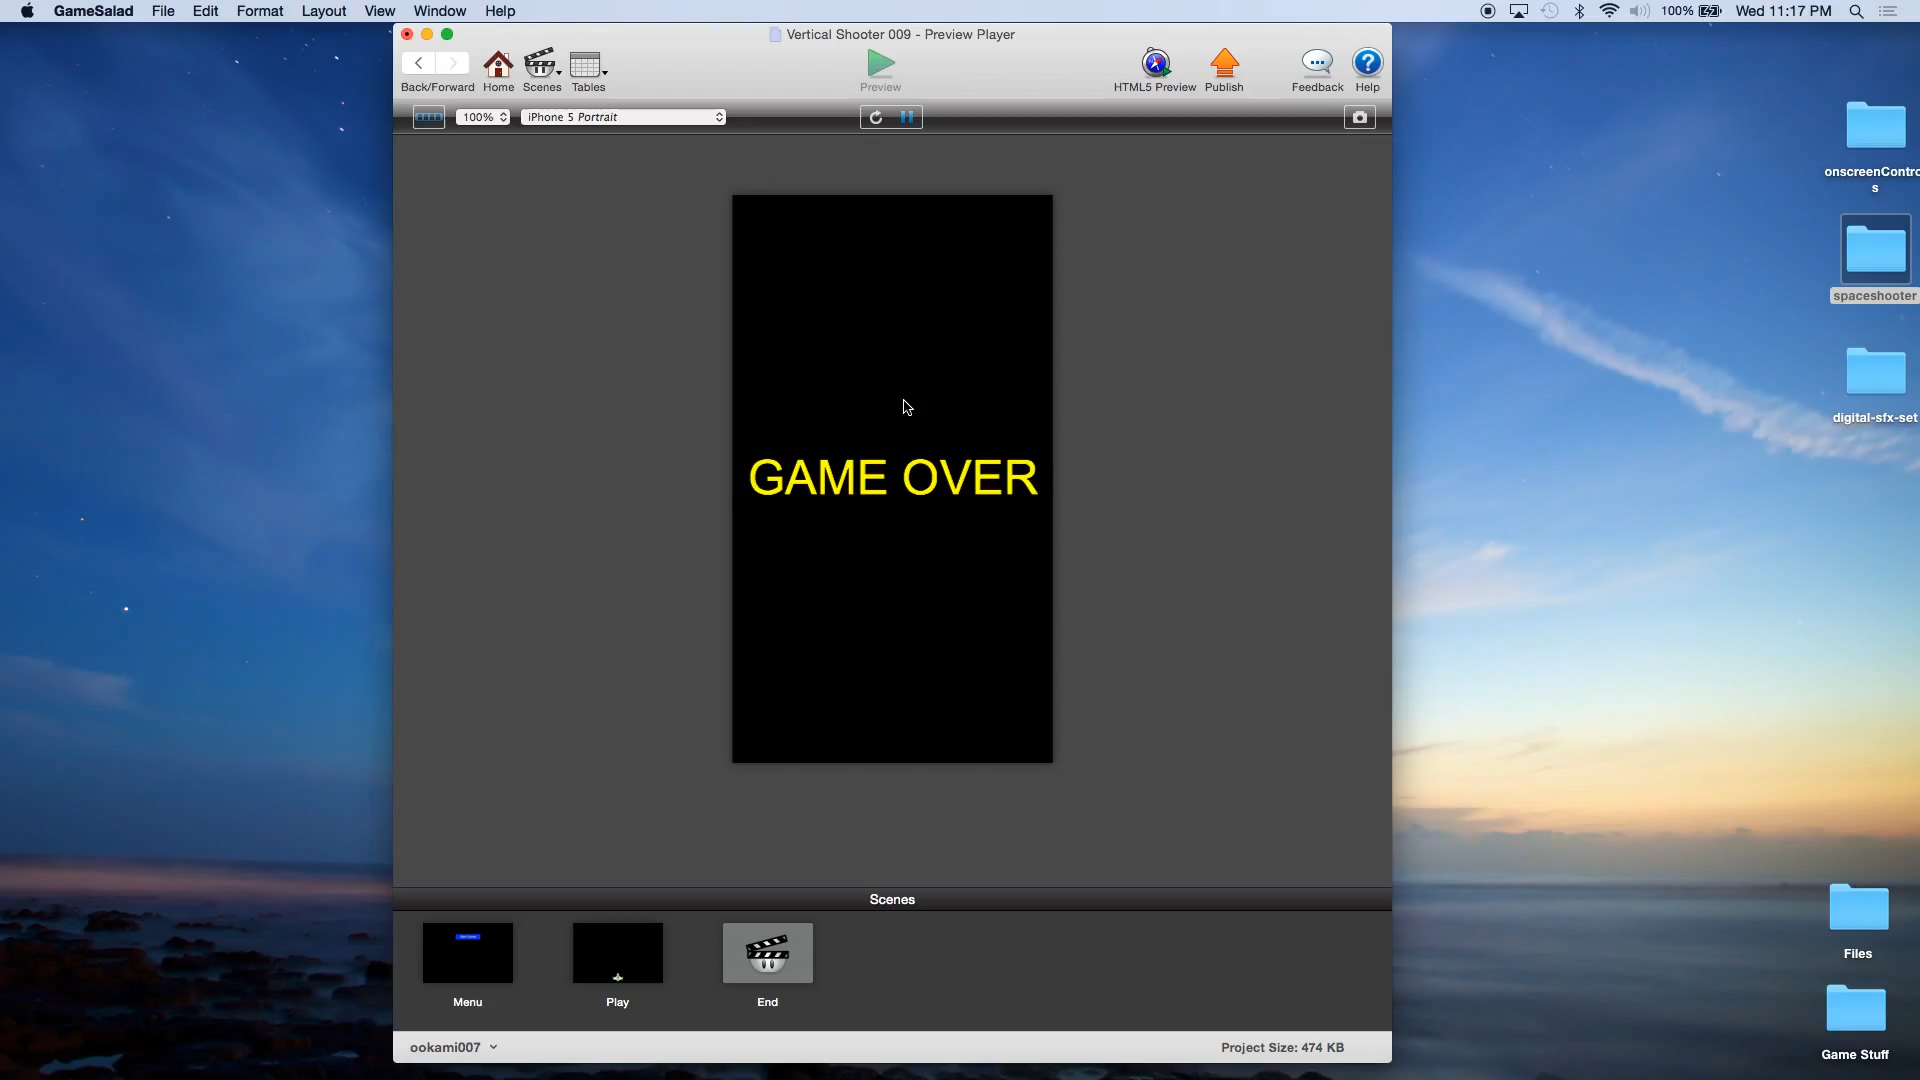 GameSalad File Edit Format Layout View Window Help 100% Wed 11:17 PM
Vertical Shooter 009 - Preview Player
Back/Forward Home Scenes Tables Preview HTML5 Preview Publish Feedback Help
100% iPhone 5 Portrait
onscreenContro
s
spaceshooter
digital-sfx-set
GAME OVER
Scenes
Menu Play End
Files
Game Stuff
ookami007 Project Size: 474 KB